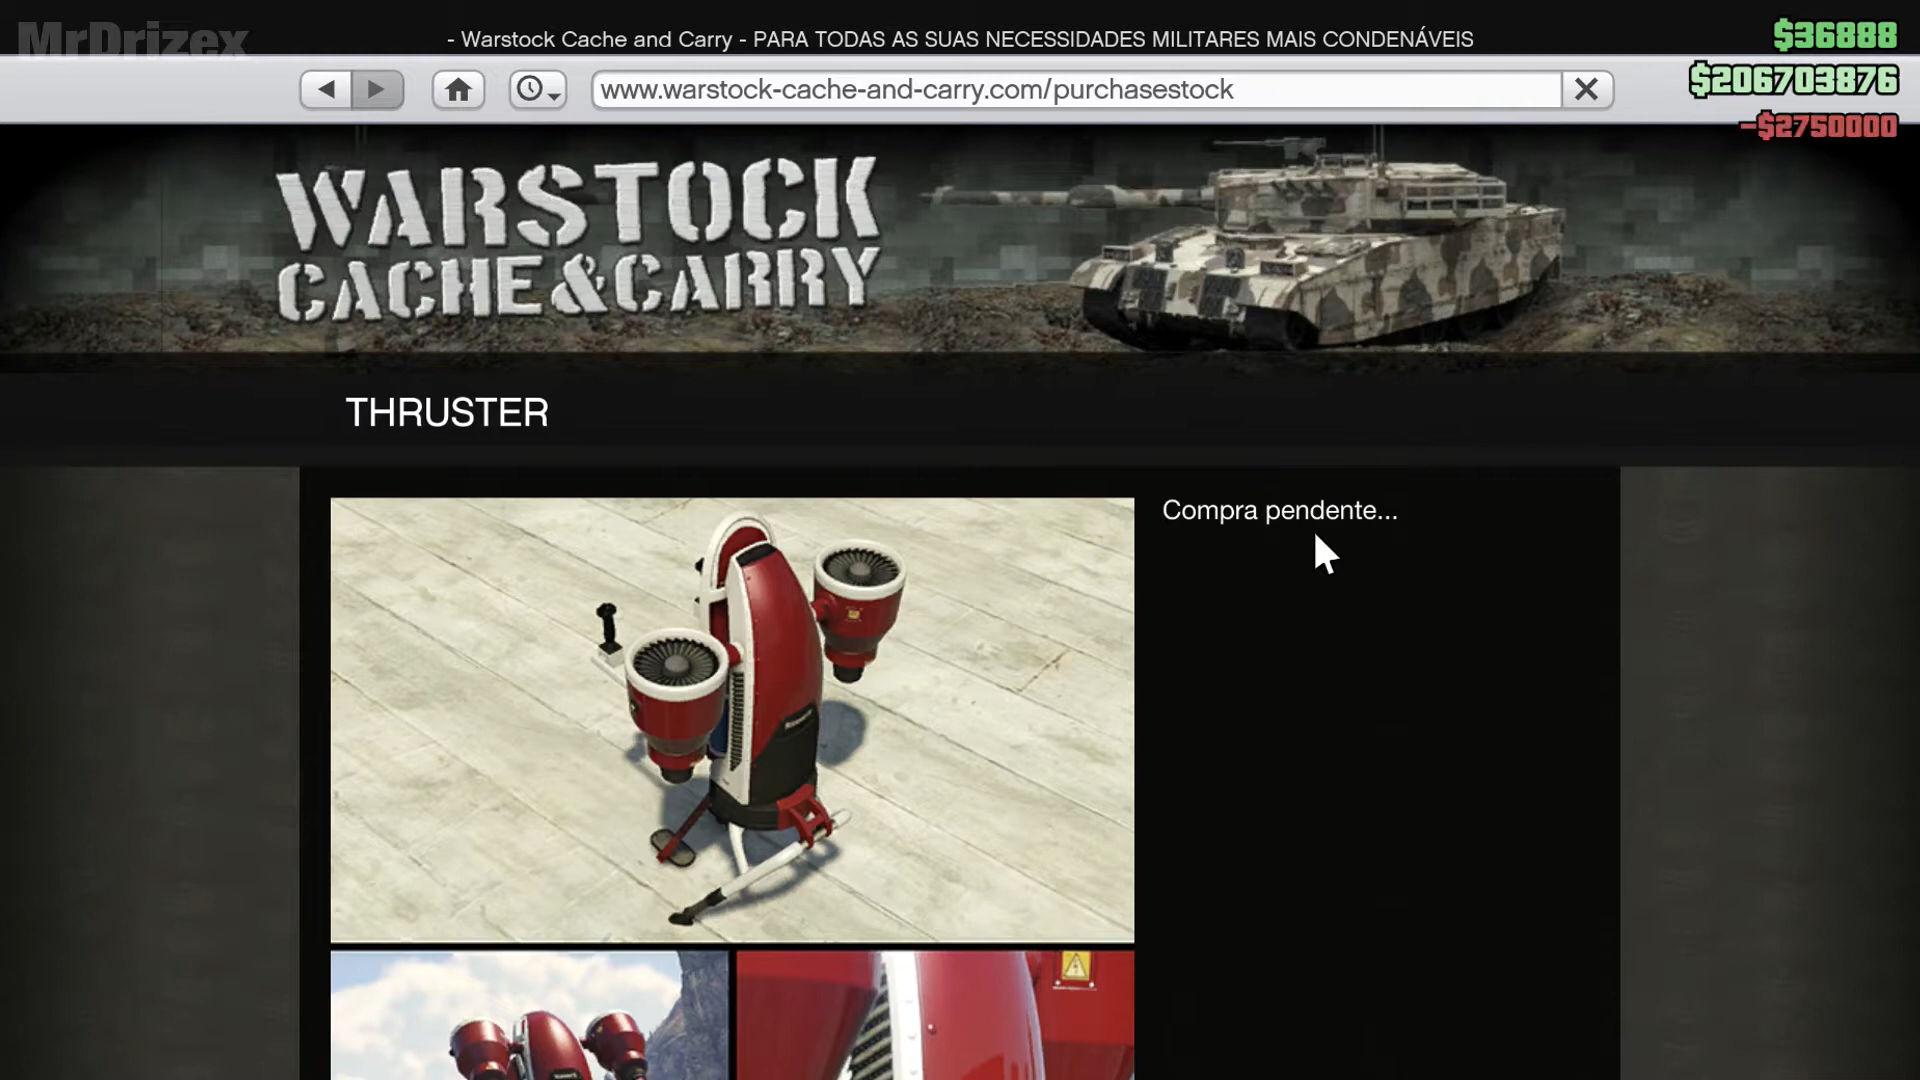 MrDrizex
- Warstock Cache and Carry - PARA TODAS AS SUAS NECESSIDADES MILITARES MAIS CONDENÁVEIS
$36888
www.warstock-cache-and-carry.com/purchasestock
$206703876
-$2750000
WARSTOCK
CACHE&CARRY
THRUSTER
Compra pendente...